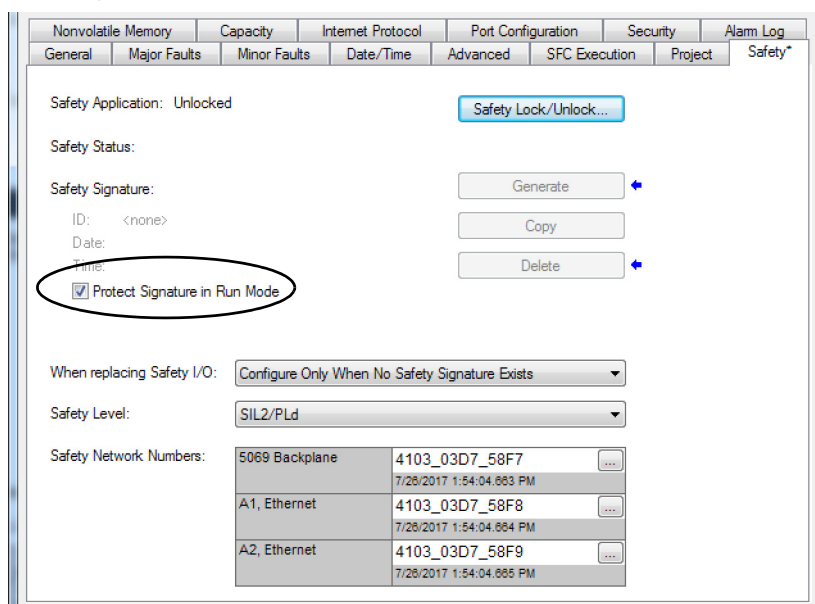 Nonvolatile Memory Capacity Internet Protocol Port Configuration Security Alarm Log
General Major Faults Minor Faults Date/Time Advanced SFC Execution Project Safety*
Safety Application: Unlocked Safety Lock/Unlock...
Safety Status:
Safety Signature: Generate
ID: <none> Copy
Date:
Time: Delete
Protect Signature in Run Mode
When replacing Safety I/O: Configure Only When No Safety Signature Exists
Safety Level: SIL2/PLd
Safety Network Numbers: 5069 Backplane 4103_03D7_58F7 ...
7/26/2017 1:54:04.663 PM
A1, Ethernet 4103_03D7_58F8 ...
7/26/2017 1:54:04.664 PM
A2, Ethernet 4103_03D7_58F9 ...
7/26/2017 1:54:04.665 PM